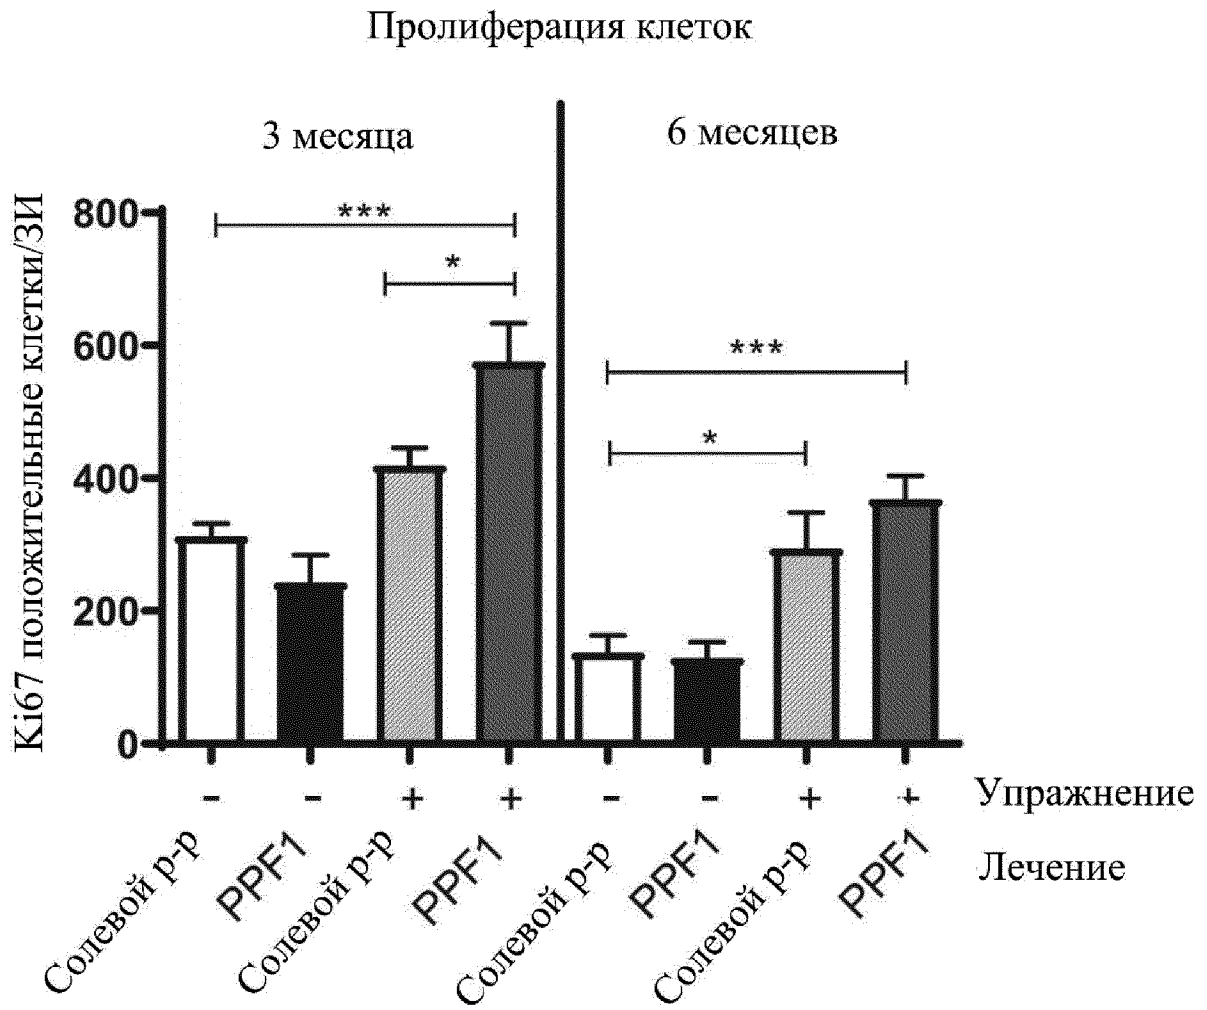 Пролиферация клеток
3 месяца
6 месяцев
Ki67 положительные клетки/ЗИ
800
600
400
200
0
***
*
***
*
- - + + - - + + Упражнение
Солевой р-р PPF1 Солевой р-р PPF1 Солевой р-р PPF1 Солевой р-р PPF1 Лечение